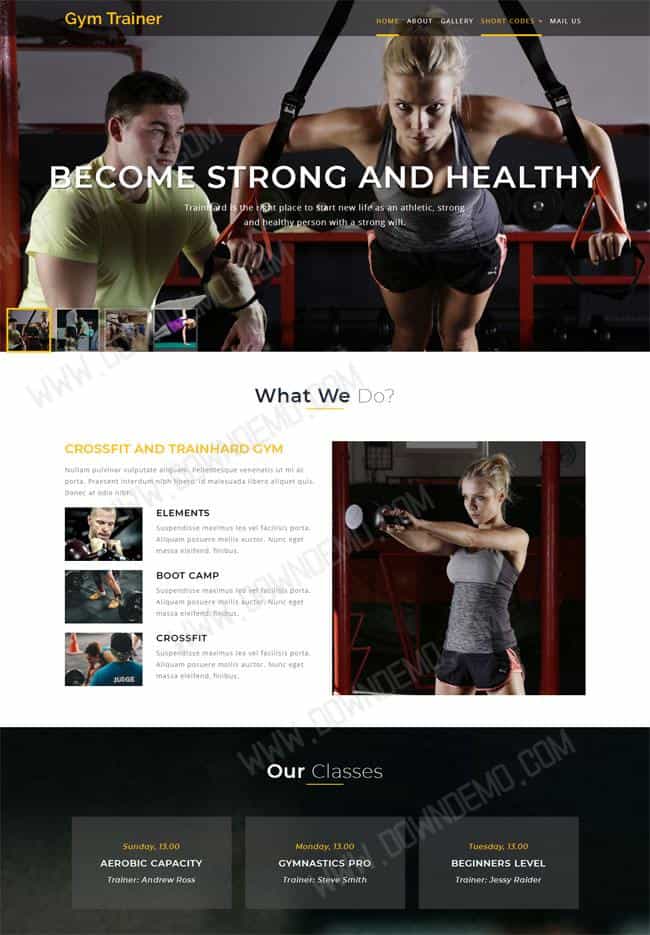 Gym Trainer
HOME ABOUT GALLERY SHORT CODES MAIL US
BECOME STRONG AND HEALTHY
TrainHard is the right place to start new life as an athletic, strong
and healthy person with a strong will.
What We Do?
CROSSFIT AND TRAINHARD GYM
Nullam pulvinar vulputate aliquam. Pellentesque venenatis ut mi at
porta. Praesent interdum nibh libero, id malesuada libero aliquet quis.
Donec at odio nibh.
ELEMENTS
Suspendisse maximus leo vel facilisis porta.
Aliquam posuere mollis auctor. Nunc eget
massa eleifend, finibus.
BOOT CAMP
Suspendisse maximus leo vel facilisis porta.
Aliquam posuere mollis auctor. Nunc eget
massa eleifend, finibus.
CROSSFIT
Suspendisse maximus leo vel facilisis porta.
Aliquam posuere mollis auctor. Nunc eget
massa eleifend, finibus.
JUDGE
Our Classes
Sunday, 13.00
AEROBIC CAPACITY
Trainer: Andrew Ross
Monday, 13.00
GYMNASTICS PRO
Trainer: Steve Smith
Tuesday, 13.00
BEGINNERS LEVEL
Trainer: Jessy Raider
WWW.DOWNDEMO.COM
WWW.DOWNDEMO.COM
WWW.DOWNDEMO.COM
WWW.DOWNDEMO.COM
WWW.DOWNDEMO.COM